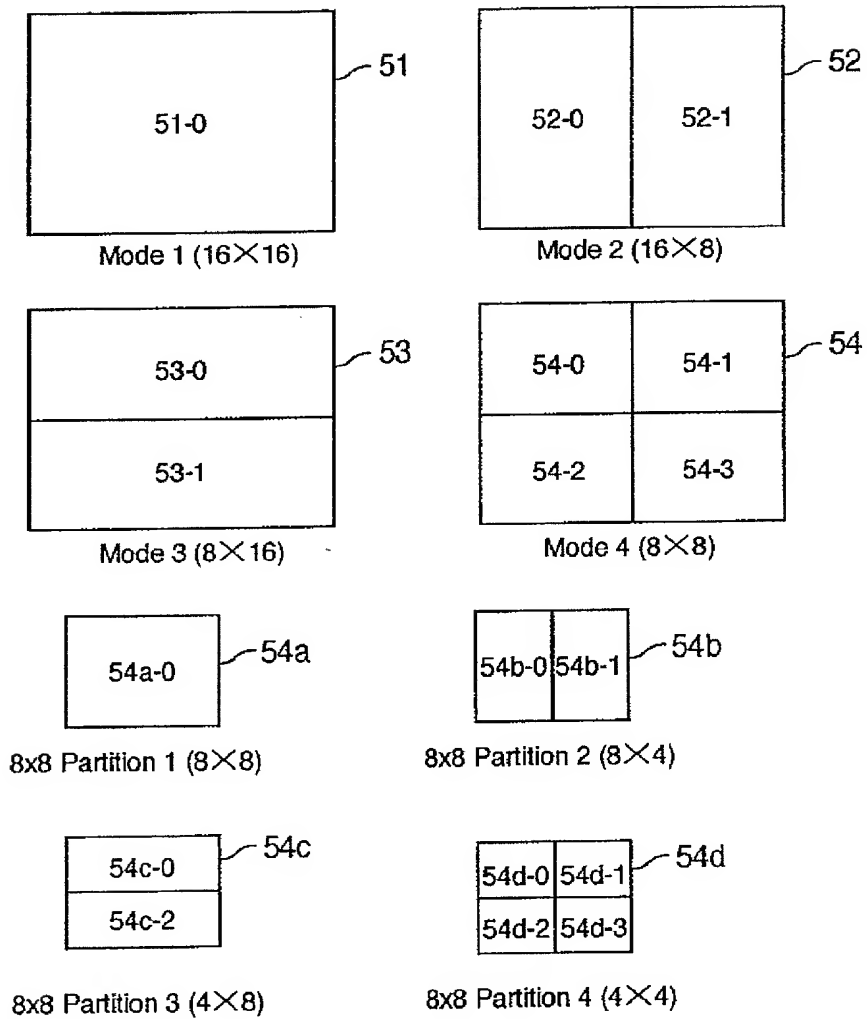 51
51-0
Mode 1 (16×16)
52
52-0 52-1
Mode 2 (16×8)
53
53-0
53-1
Mode 3 (8×16)
54
54-0 54-1
54-2 54-3
Mode 4 (8×8)
54a
54a-0
8x8 Partition 1 (8×8)
54b
54b-0 54b-1
8x8 Partition 2 (8×4)
54c
54c-0
54c-2
8x8 Partition 3 (4×8)
54d
54d-0 54d-1
54d-2 54d-3
8x8 Partition 4 (4×4)